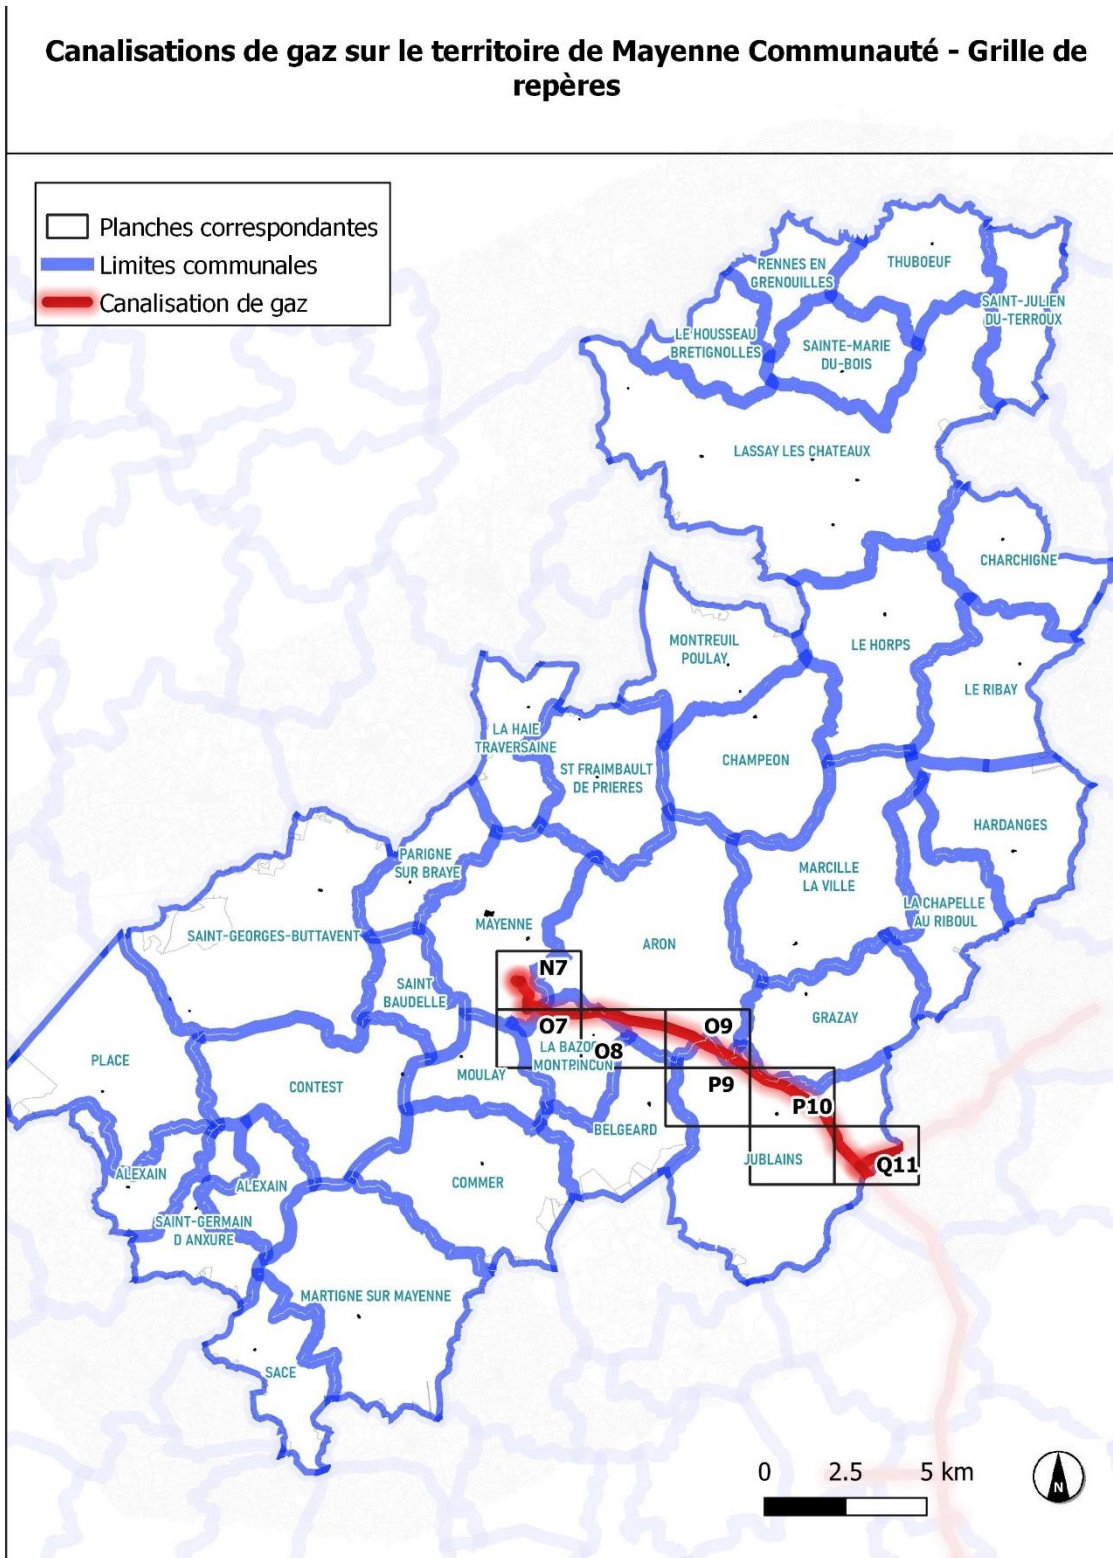 Canalisations de gaz sur le territoire de Mayenne Communauté - Grille de
repères
Planches correspondantes
Limites communales
Canalisation de gaz
THUBOEUF
RENNES EN
GRENOUILLES
SAINT-JULIEN
DU-TERROUX
LE HOUSSEAU
BRETIGNOLLES
SAINTE-MARIE
DU-BOIS
LASSAY LES CHATEAUX
CHARCHIGNE
MONTREUIL
POULAY
LE HORPS
LE RIBAY
LA HAIE
TRAVERSAINE
ST FRAIMBAULT
DE PRIERES
CHAMPEON
HARDANGES
PARIGNE
SUR BRAYE
MARCILLE
LA VILLE
LA CHAPELLE
AU RIBOUL
SAINT-GEORGES-BUTTAVENT
MAYENNE
ARON
N7
SAINT
BAUDELLE
GRAZAY
O7
O9
LA BAZOG
MONTPINCON
O8
PLACE
MOULAY
CONTEST
P9
P10
BELGEARD
JUBLAINS
Q11
ALEXAIN
ALEXAIN
COMMER
SAINT-GERMAIN
D ANXURE
MARTIGNE SUR MAYENNE
SACE
0 2.5 5 km
N